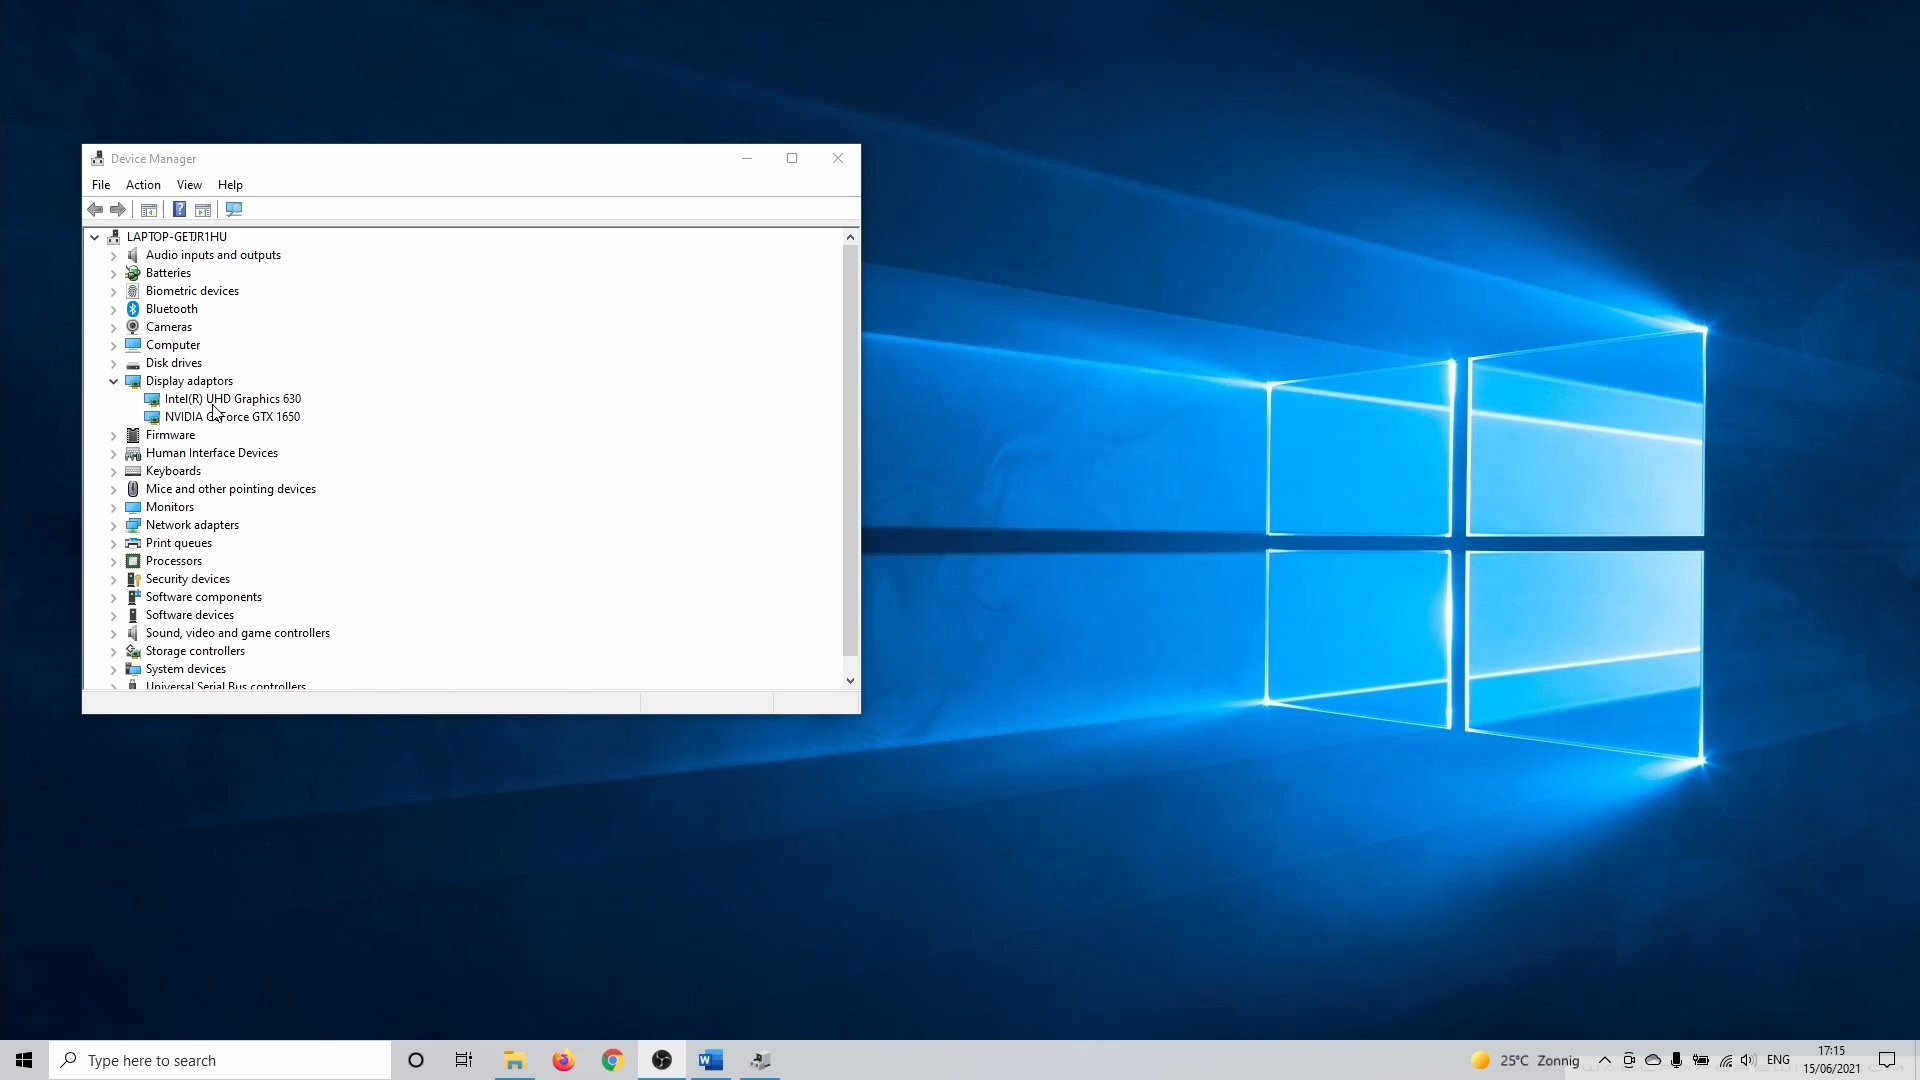 Device Manager
File Action View Help
LAPTOP-GETJR1HU
Audio inputs and outputs
Batteries
Biometric devices
Bluetooth
Cameras
Computer
Disk drives
Display adaptors
Intel(R) UHD Graphics 630
NVIDIA GeForce GTX 1650
Firmware
Human Interface Devices
Keyboards
Mice and other pointing devices
Monitors
Network adapters
Print queues
Processors
Security devices
Software components
Software devices
Sound, video and game controllers
Storage controllers
System devices
Universal Serial Bus controllers
Type here to search
25°C Zonnig
ENG
17:15
15/06/2021